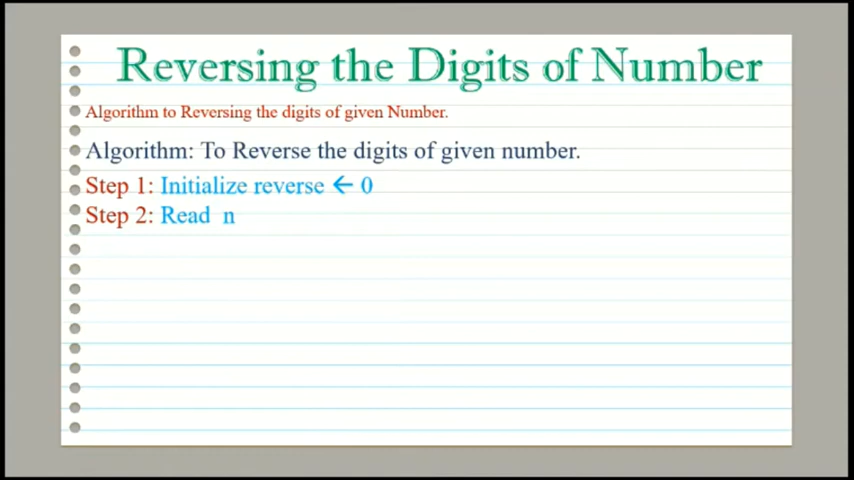 Reversing the Digits of Number
Algorithm to Reversing the digits of given Number.
Algorithm: To Reverse the digits of given number.
Step 1: Initialize reverse ← 0
Step 2: Read n